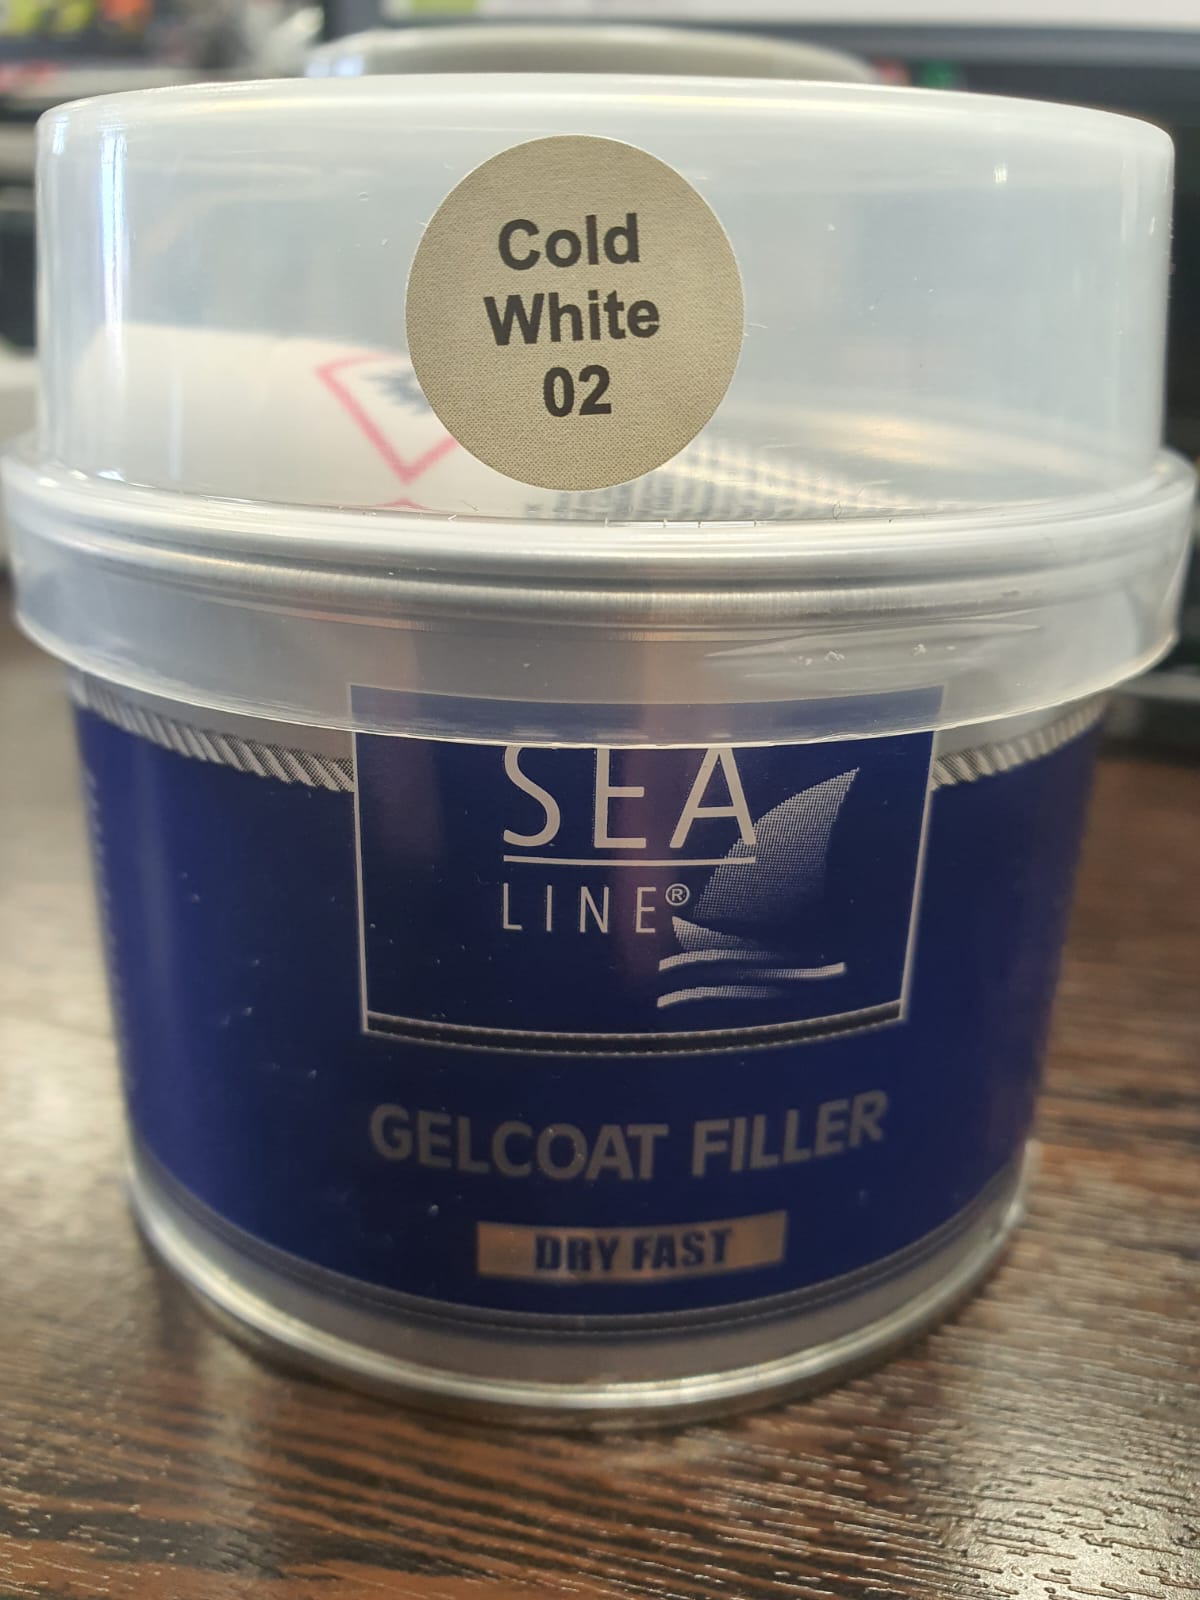 Cold
White
02
SEA
LINE®
GELCOAT FILLER
DRY FAST